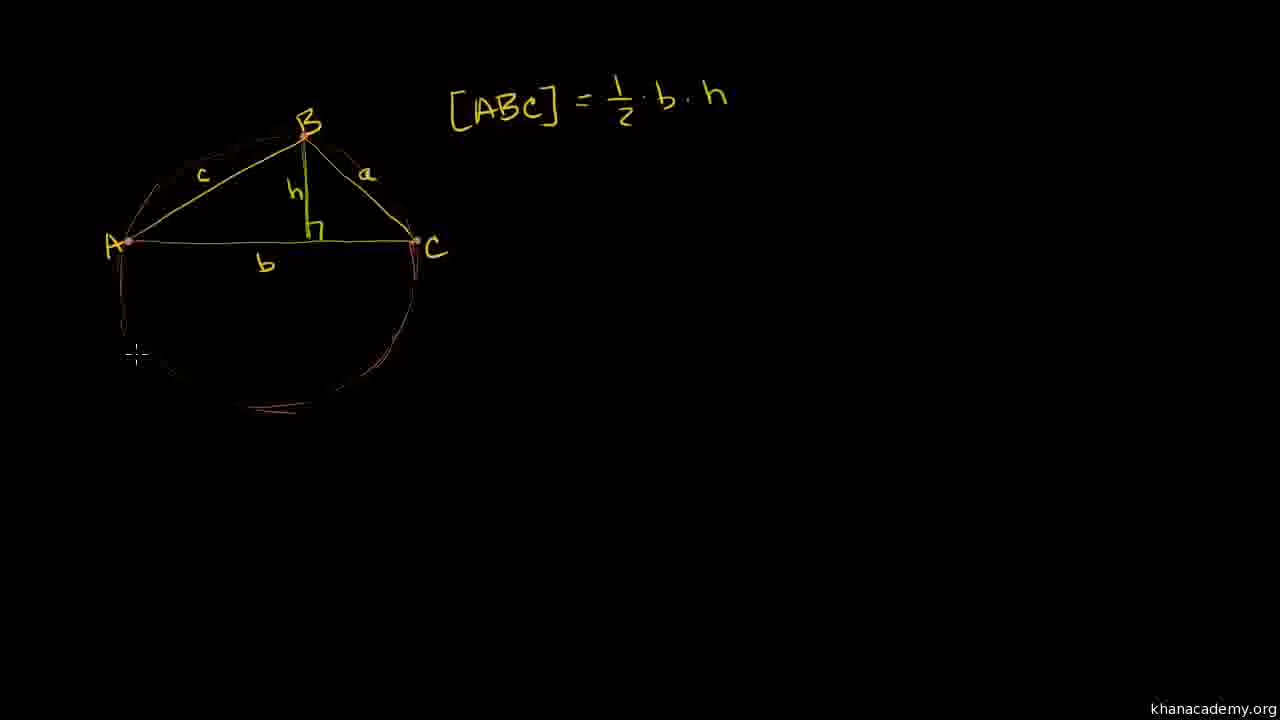 [ABC] = 1/2 · b · h
B
c
a
h
A
C
b
khanacademy.org